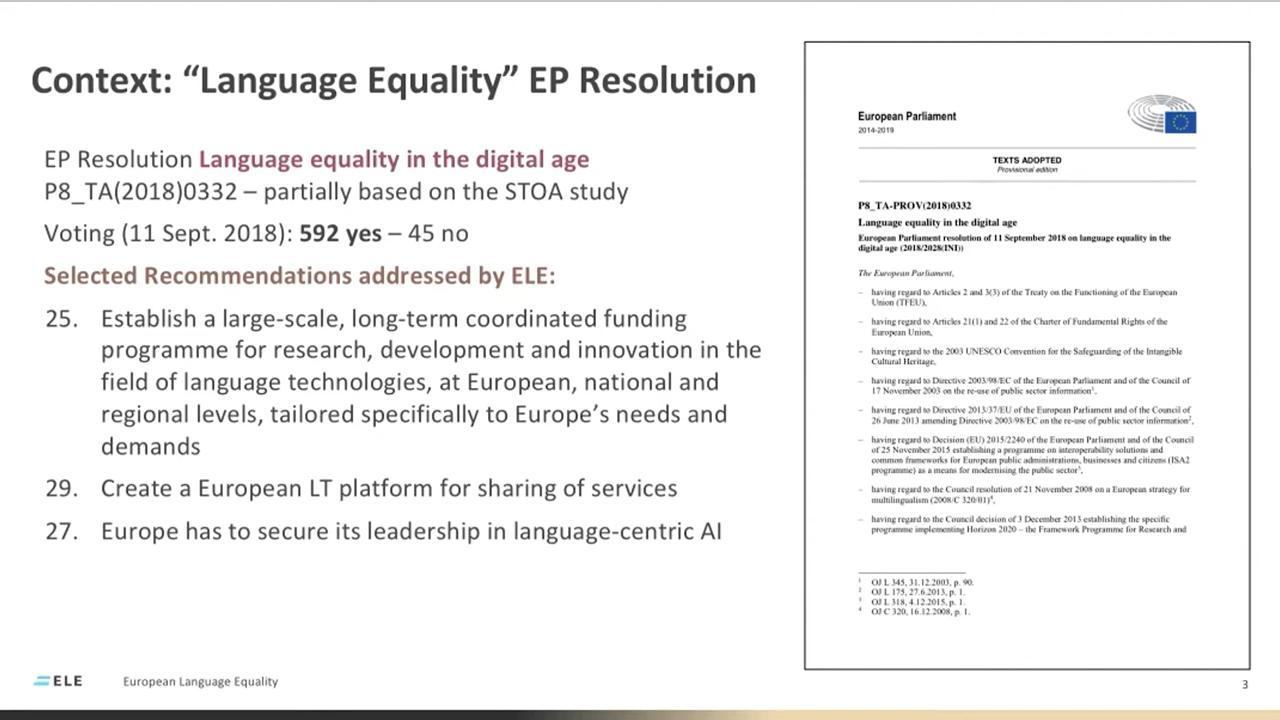 Context: “Language Equality” EP Resolution
EP Resolution Language equality in the digital age
P8_TA(2018)0332 – partially based on the STOA study
Voting (11 Sept. 2018): 592 yes – 45 no
Selected Recommendations addressed by ELE:
25. Establish a large-scale, long-term coordinated funding
programme for research, development and innovation in the
field of language technologies, at European, national and
regional levels, tailored specifically to Europe’s needs and
demands
29. Create a European LT platform for sharing of services
27. Europe has to secure its leadership in language-centric AI
European Parliament
2014-2019
TEXTS ADOPTED
Provisional edition
P8_TA-PROV(2018)0332
Language equality in the digital age
European Parliament resolution of 11 September 2018 on language equality in the
digital age (2018/2028(INI))
The European Parliament,
– having regard to Articles 2 and 3(3) of the Treaty on the Functioning of the European
Union (TFEU),
– having regard to Articles 21(1) and 22 of the Charter of Fundamental Rights of the
European Union,
– having regard to the 2003 UNESCO Convention for the Safeguarding of the Intangible
Cultural Heritage,
– having regard to Directive 2003/98/EC of the European Parliament and of the Council of
17 November 2003 on the re-use of public sector information¹,
– having regard to Directive 2013/37/EU of the European Parliament and of the Council of
26 June 2013 amending Directive 2003/98/EC on the re-use of public sector information²,
– having regard to Decision (EU) 2015/2240 of the European Parliament and of the Council
of 25 November 2015 establishing a programme on interoperability solutions and
common frameworks for European public administrations, businesses and citizens (ISA2
programme) as a means for modernising the public sector³,
– having regard to the Council resolution of 21 November 2008 on a European strategy for
multilingualism (2008/C 320/01)⁴,
– having regard to the Council decision of 3 December 2013 establishing the specific
programme implementing Horizon 2020 – the Framework Programme for Research and
¹ OJ L 345, 31.12.2003, p. 90.
² OJ L 175, 27.6.2013, p. 1.
³ OJ L 318, 4.12.2015, p. 1.
⁴ OJ C 320, 16.12.2008, p. 1.
ELE European Language Equality
3